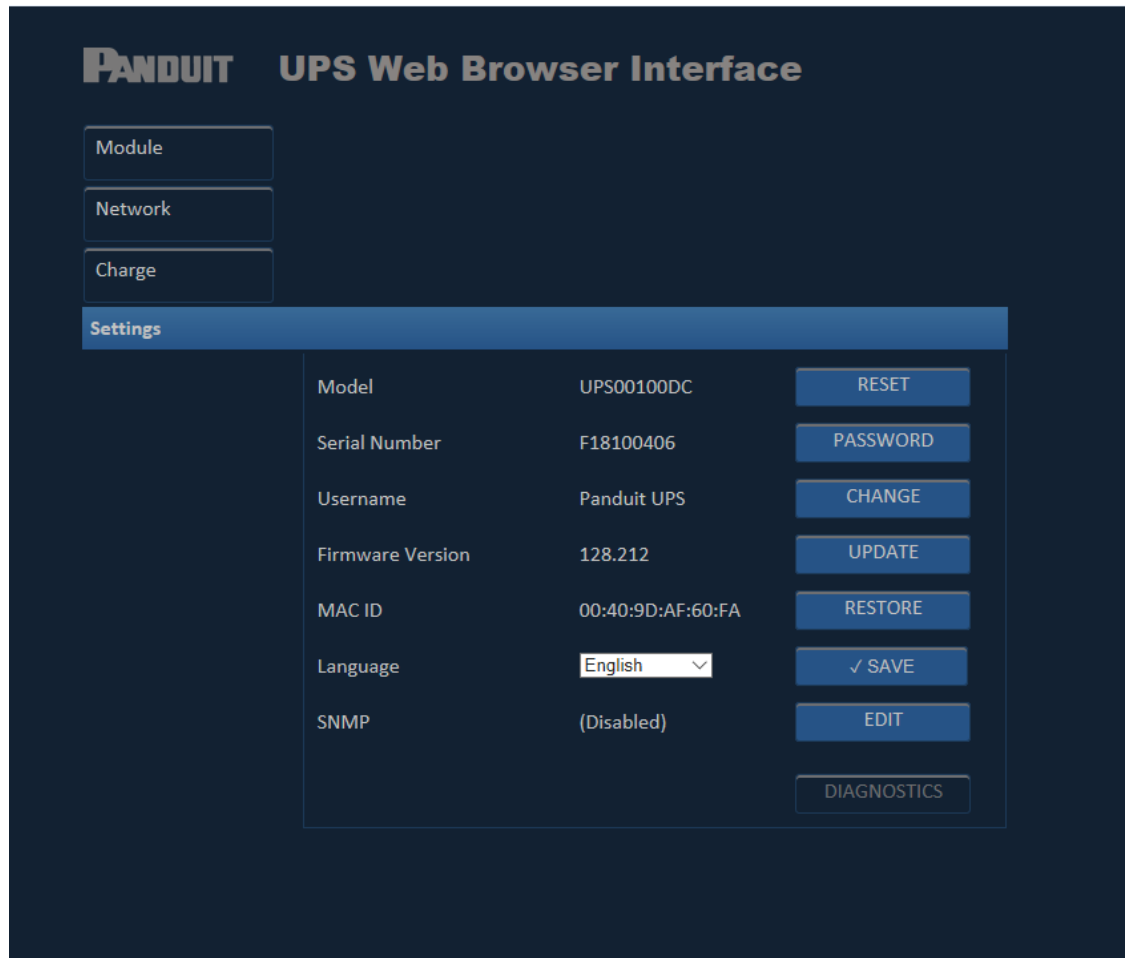 PANDUIT UPS Web Browser Interface
Module
Network
Charge
Settings
Model UPS00100DC RESET
Serial Number F18100406 PASSWORD
Username Panduit UPS CHANGE
Firmware Version 128.212 UPDATE
MAC ID 00:40:9D:AF:60:FA RESTORE
Language English ✓ SAVE
SNMP (Disabled) EDIT
DIAGNOSTICS